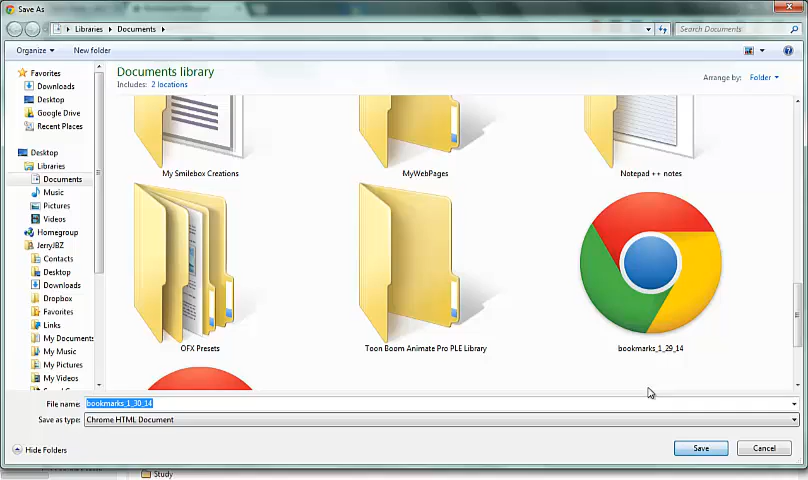 Save As
Libraries
Documents
Search Documents
Organize
New folder
Favorites
Downloads
Desktop
Google Drive
Recent Places
Desktop
Libraries
Documents
Music
Pictures
Videos
Homegroup
JerryJBZ
Contacts
Desktop
Downloads
Dropbox
Favorites
Links
My Documents
My Music
My Pictures
My Videos
Documents library
Includes: 2 locations
Arrange by: Folder
My Smilebox Creations
MyWebPages
Notepad ++ notes
OFX Presets
Toon Boom Animate Pro PLE Library
bookmarks_1_29_14
File name: bookmarks_1_30_14
Save as type: Chrome HTML Document
Hide Folders
Save
Cancel
Study